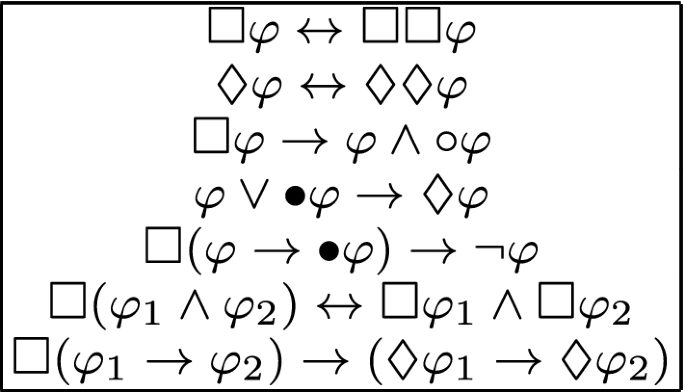 □φ ↔ □□φ
◊φ ↔ ◊◊φ
□φ → φ ∧ ∘φ
φ ∨ •φ → ◊φ
□(φ → •φ) → ¬φ
□(φ₁ ∧ φ₂) ↔ □φ₁ ∧ □φ₂
□(φ₁ → φ₂) → (◊φ₁ → ◊φ₂)